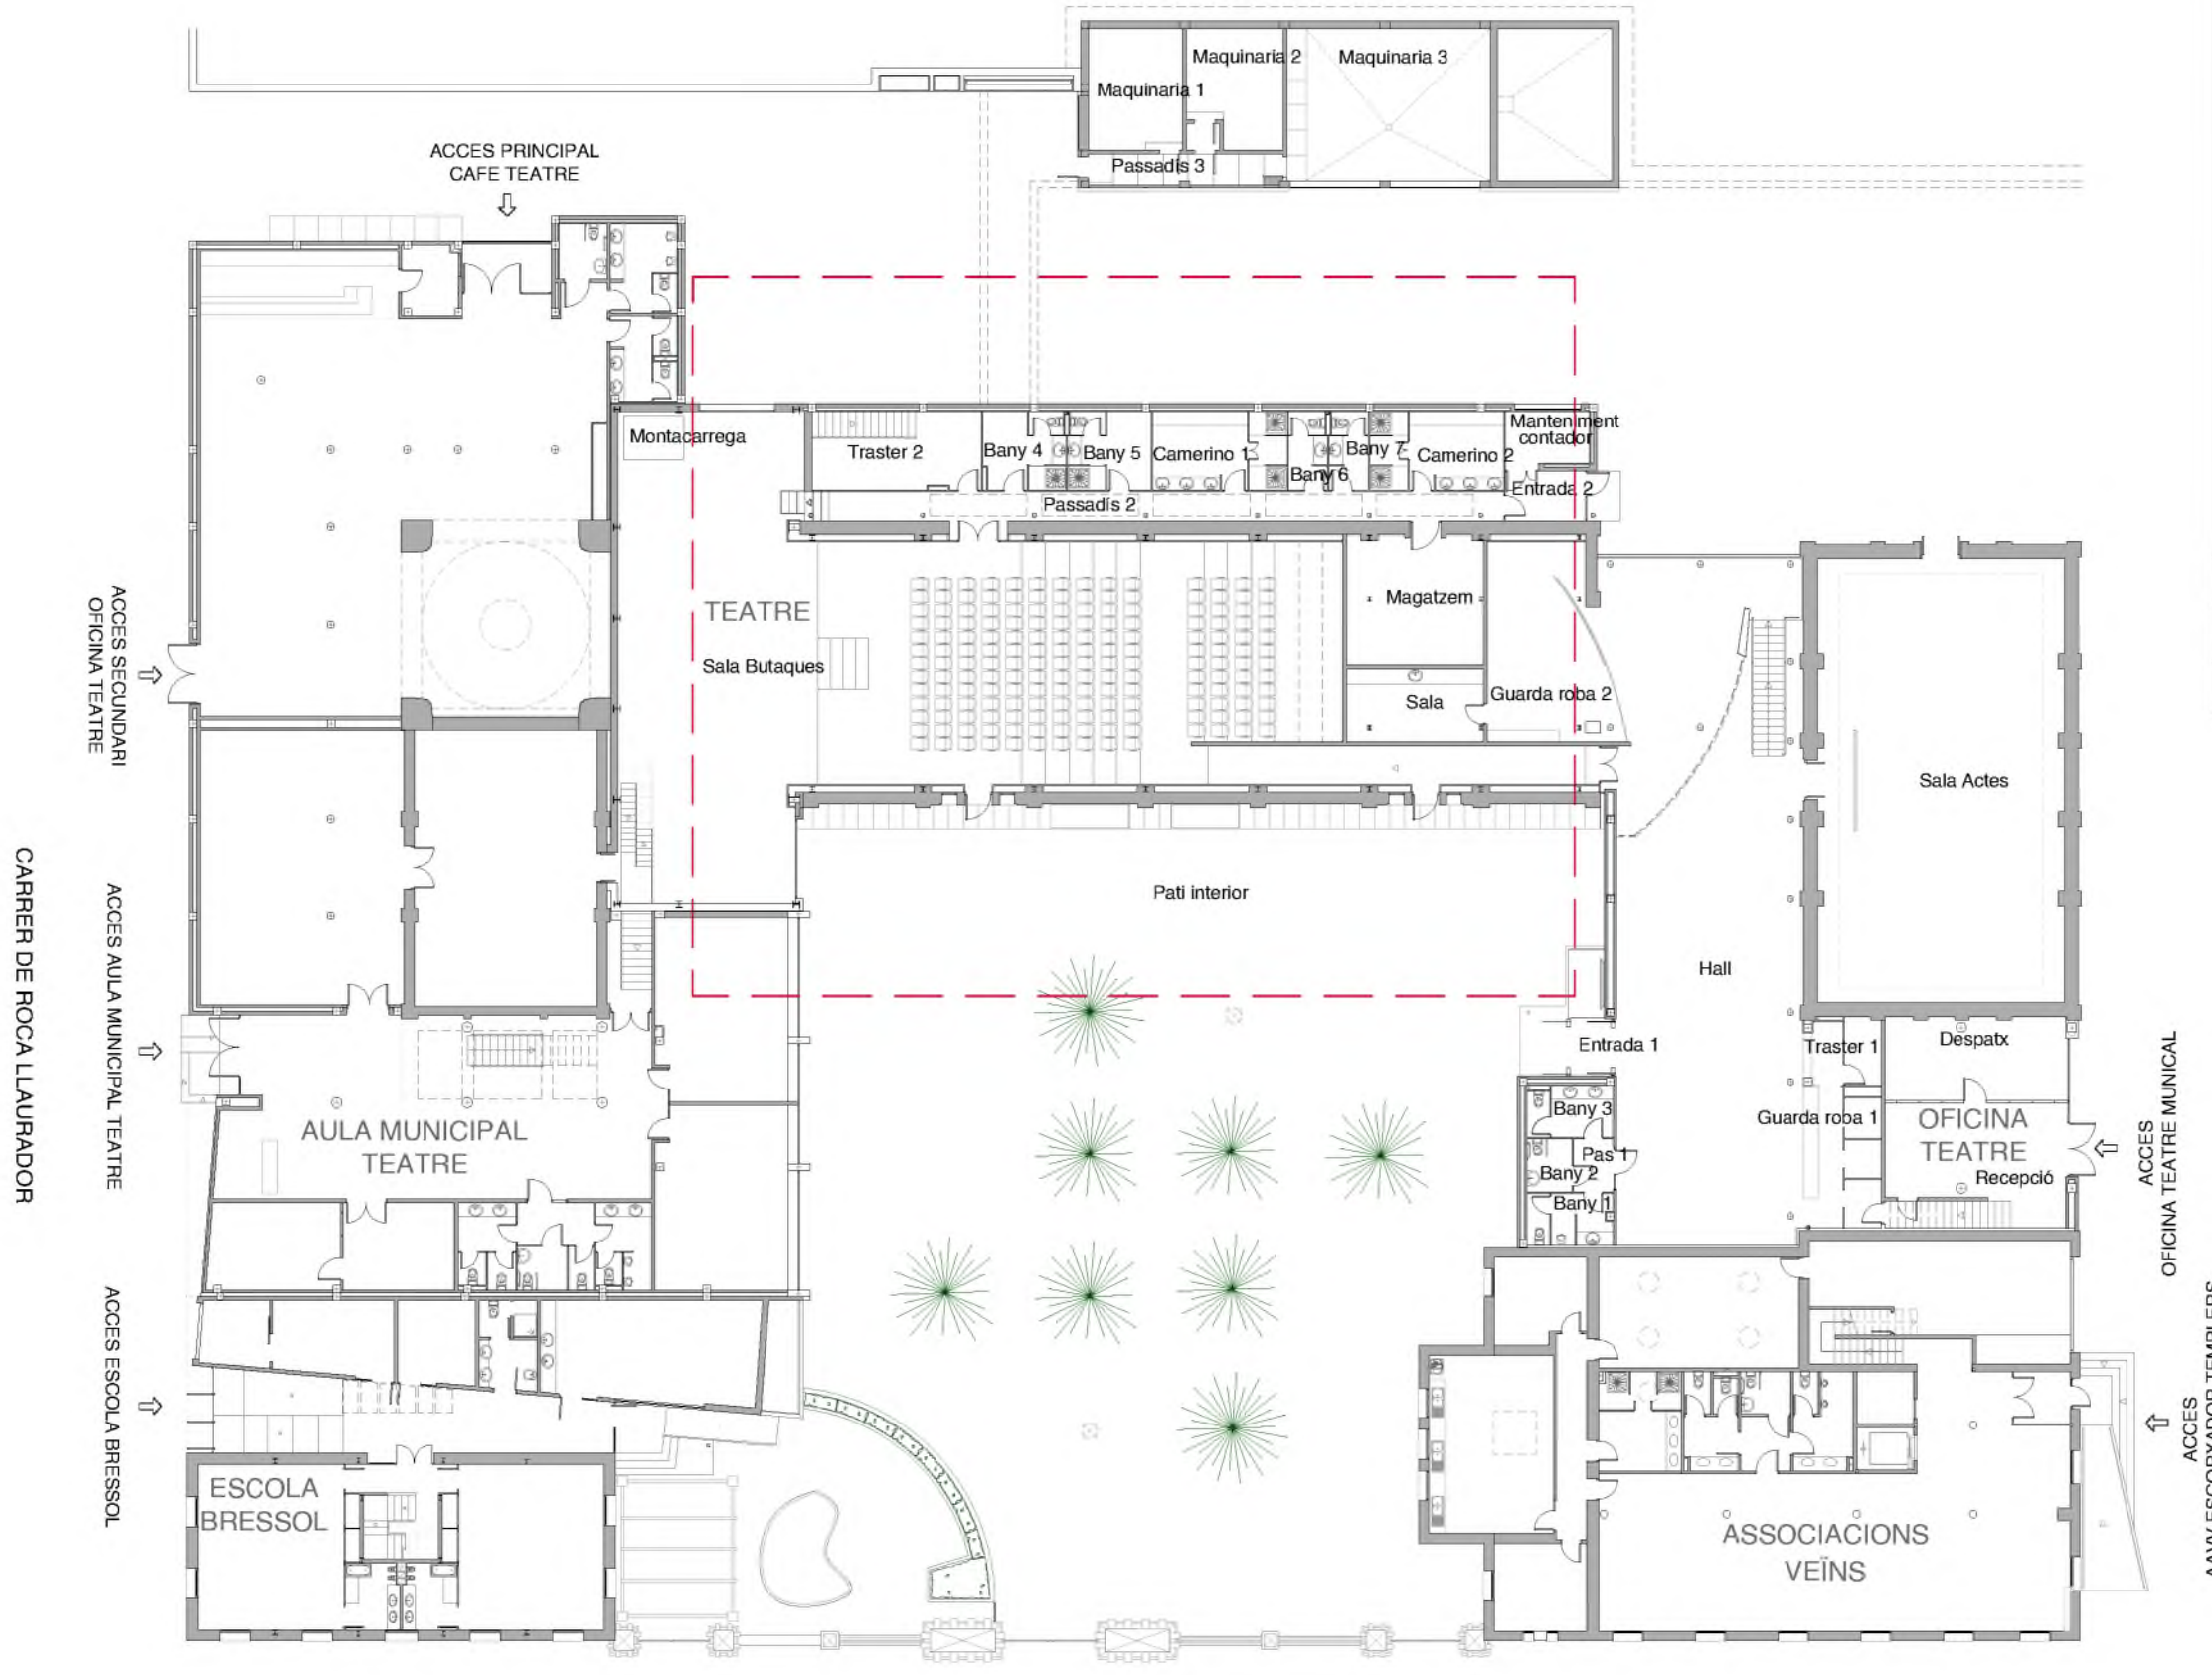 Maquinaria 1
Maquinaria 2
Maquinaria 3
Passadís 3
ACCES PRINCIPAL
CAFE TEATRE
Montacarrega
Traster 2
Bany 4
Bany 5
Camerino 1
Bany 6
Bany 7
Camerino 2
Manteniment
contador
Entrada 2
Passadís 2
TEATRE
Sala Butaques
Magatzem
Sala
Guarda roba 2
Sala Actes
ACCES SECUNDARI
OFICINA TEATRE
Pati interior
Hall
CARRER DE ROCA LLAURADOR
ACCES AULA MUNICIPAL TEATRE
AULA MUNICIPAL
TEATRE
Entrada 1
Bany 3
Pas 1
Bany 2
Bany 1
Traster 1
Despatx
Guarda roba 1
OFICINA
TEATRE
Recepció
ACCES
OFICINA TEATRE MUNICAL
ACCES ESCOLA BRESSOL
ESCOLA
BRESSOL
ASSOCIACIONS
VEÏNS
ACCES